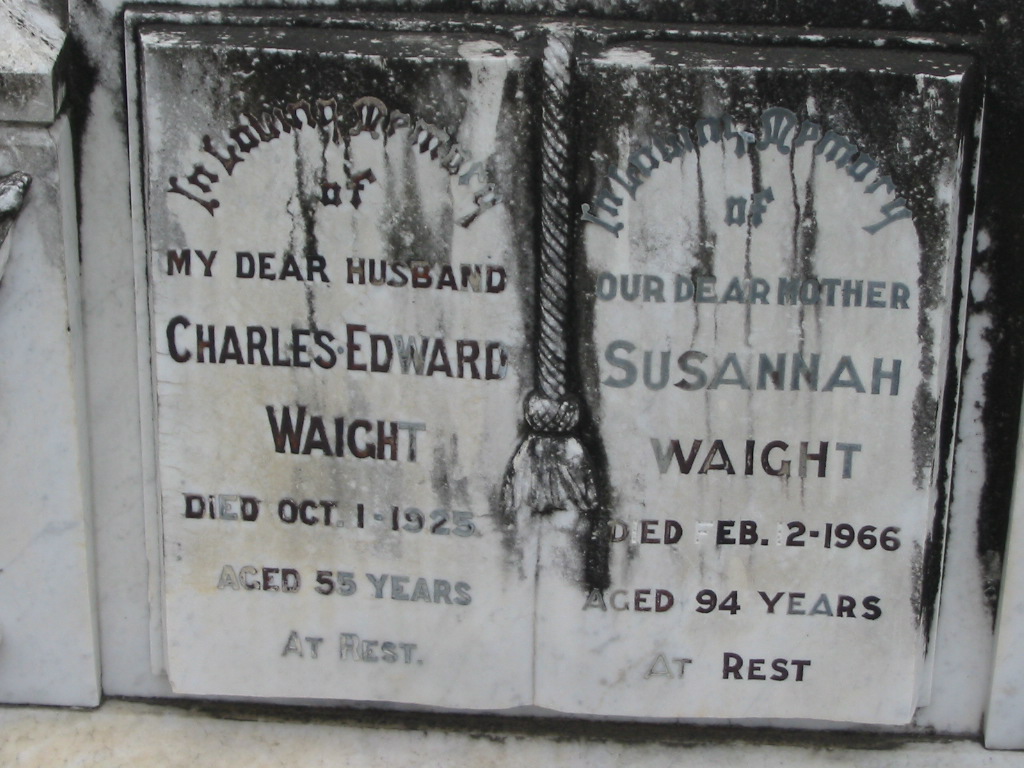 In Loving Memory
of
MY DEAR HUSBAND
CHARLES EDWARD
WAIGHT
DIED OCT. 1-1925.
AGED 55 YEARS
AT REST.
In Loving Memory
of
OUR DEAR MOTHER
SUSANNAH
WAIGHT
DIED FEB. 12-1966
AGED 94 YEARS
AT REST